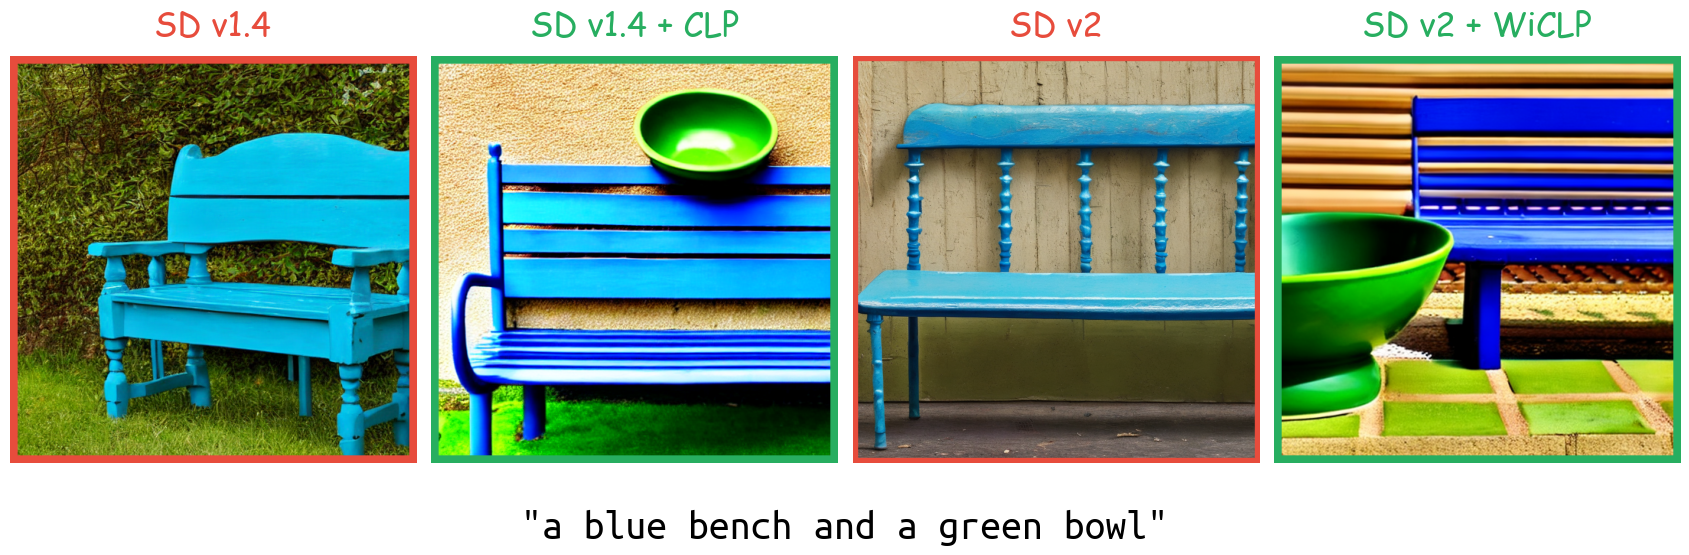 SD v1.4
SD v1.4 + CLP
SD v2
SD v2 + WiCLP
"a blue bench and a green bowl"